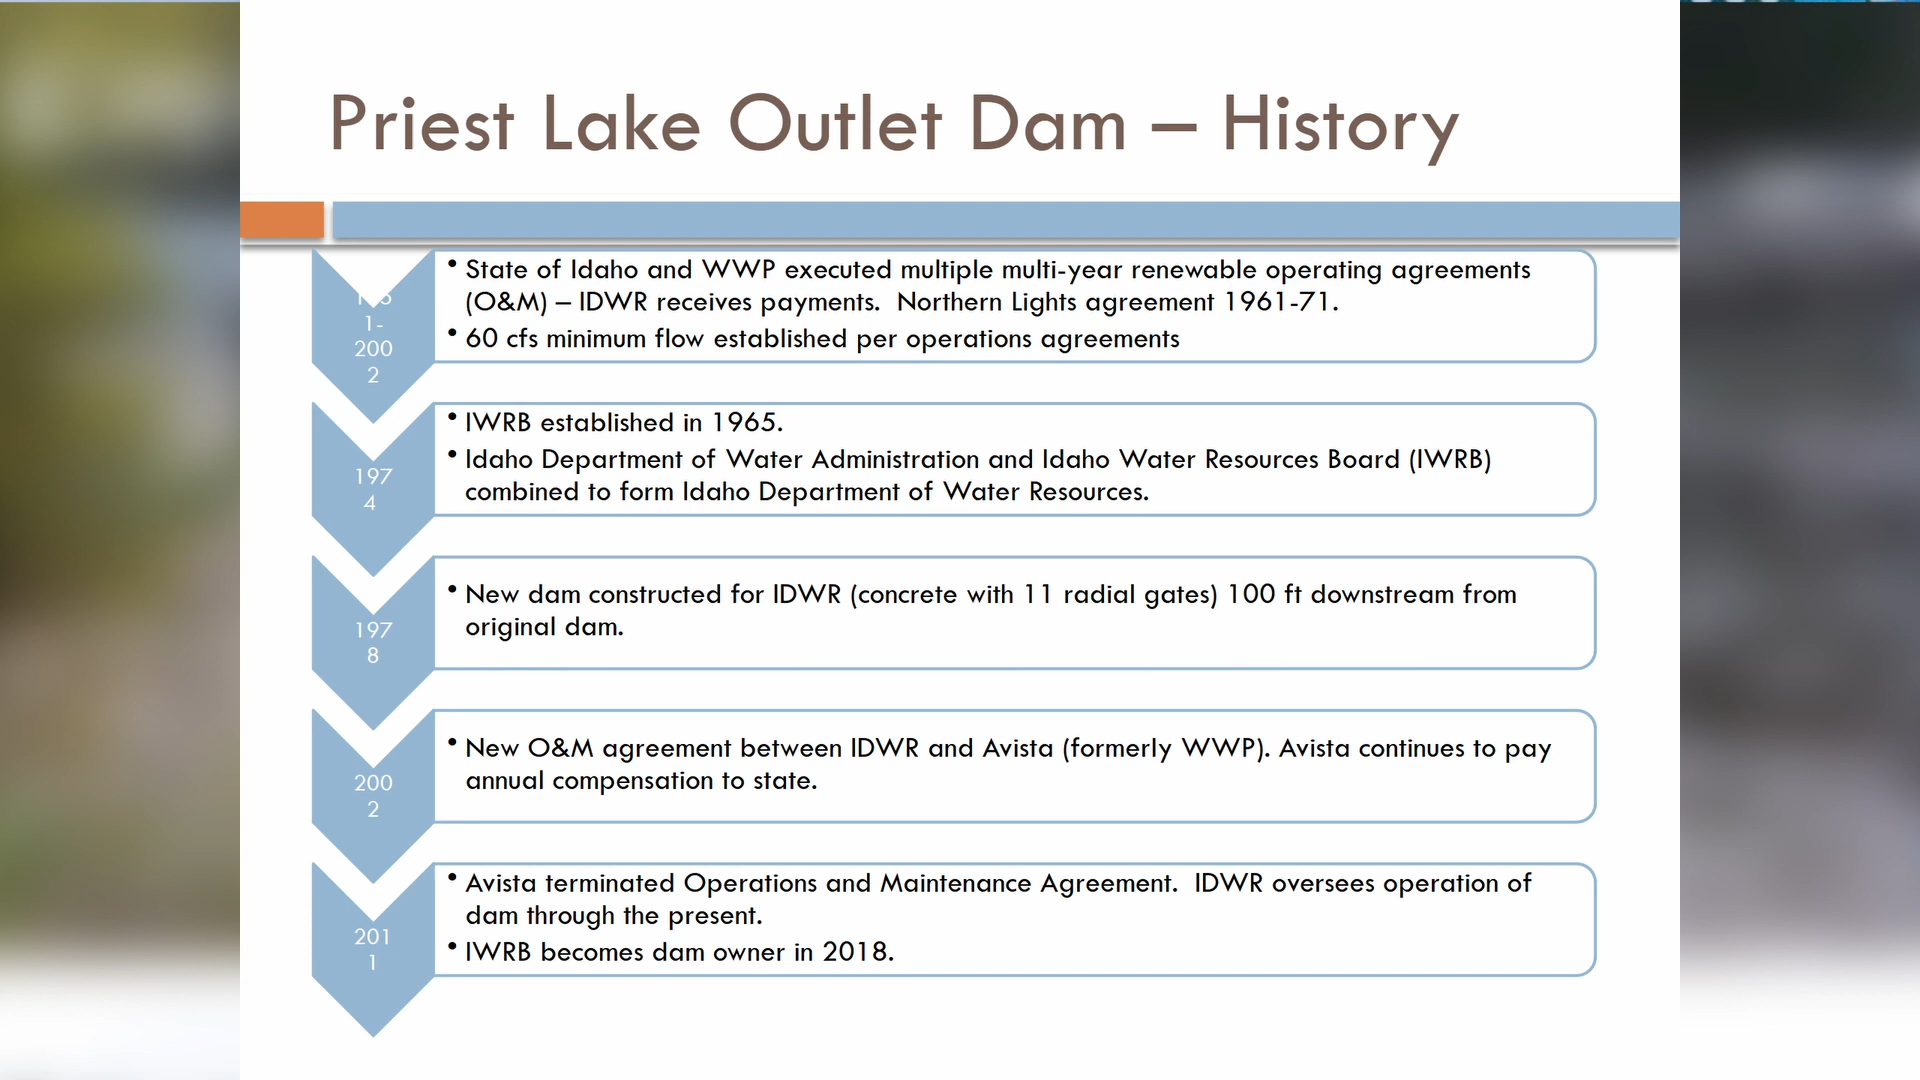 Priest Lake Outlet Dam – History
1-
200
2
• State of Idaho and WWP executed multiple multi-year renewable operating agreements
(O&M) – IDWR receives payments.  Northern Lights agreement 1961-71.
• 60 cfs minimum flow established per operations agreements
197
4
• IWRB established in 1965.
• Idaho Department of Water Administration and Idaho Water Resources Board (IWRB)
combined to form Idaho Department of Water Resources.
197
8
• New dam constructed for IDWR (concrete with 11 radial gates) 100 ft downstream from
original dam.
200
2
• New O&M agreement between IDWR and Avista (formerly WWP). Avista continues to pay
annual compensation to state.
201
1
• Avista terminated Operations and Maintenance Agreement.  IDWR oversees operation of
dam through the present.
• IWRB becomes dam owner in 2018.